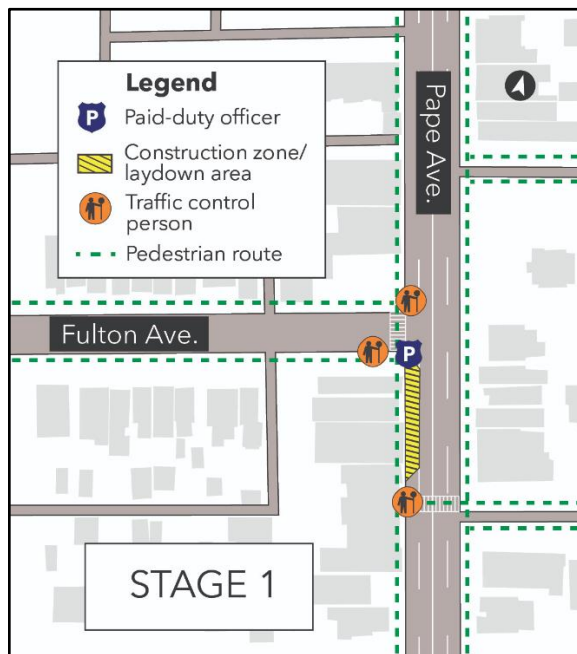 Legend
P
Paid-duty officer
Construction zone/
laydown area
Traffic control
person
Pedestrian route
Pape Ave.
Fulton Ave.
P
STAGE 1